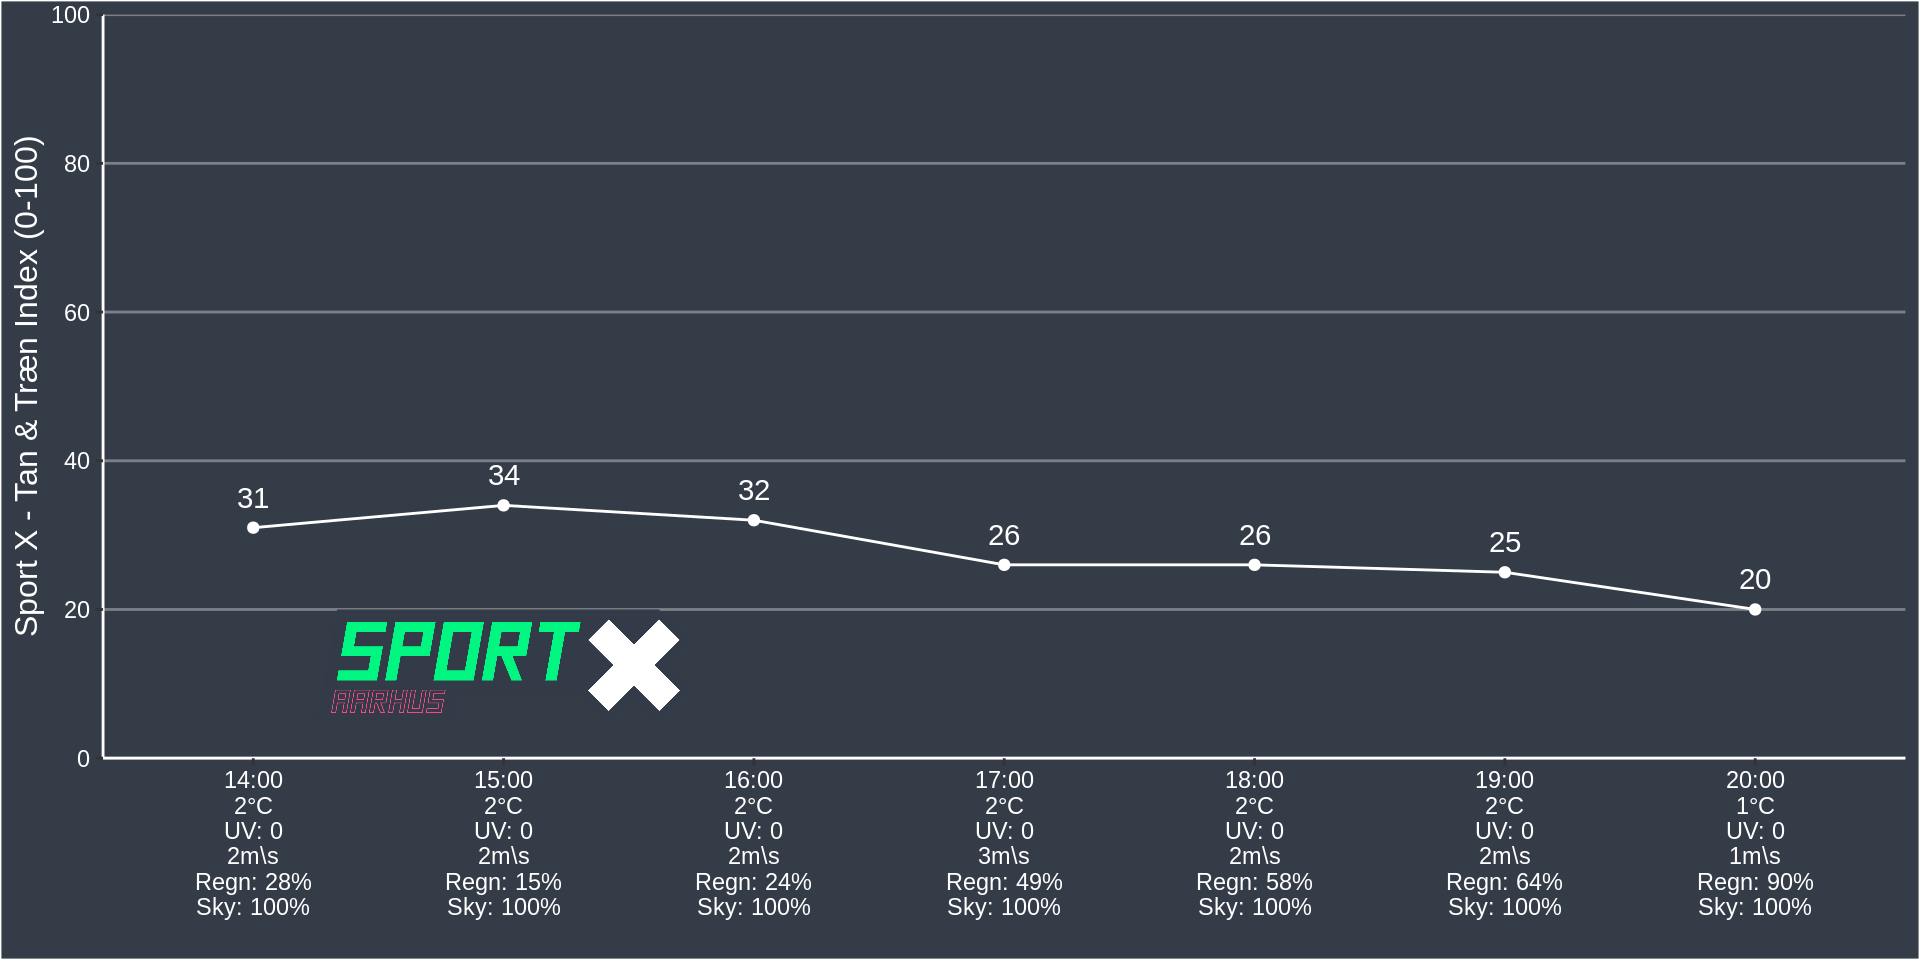 Sport X - Tan & Træn Index (0-100)
100
80
60
40
20
0
31
34
32
26
26
25
20
SPORT X
AARHUS
14:00
2°C
UV: 0
2m\s
Regn: 28%
Sky: 100%
15:00
2°C
UV: 0
2m\s
Regn: 15%
Sky: 100%
16:00
2°C
UV: 0
2m\s
Regn: 24%
Sky: 100%
17:00
2°C
UV: 0
3m\s
Regn: 49%
Sky: 100%
18:00
2°C
UV: 0
2m\s
Regn: 58%
Sky: 100%
19:00
2°C
UV: 0
2m\s
Regn: 64%
Sky: 100%
20:00
1°C
UV: 0
1m\s
Regn: 90%
Sky: 100%